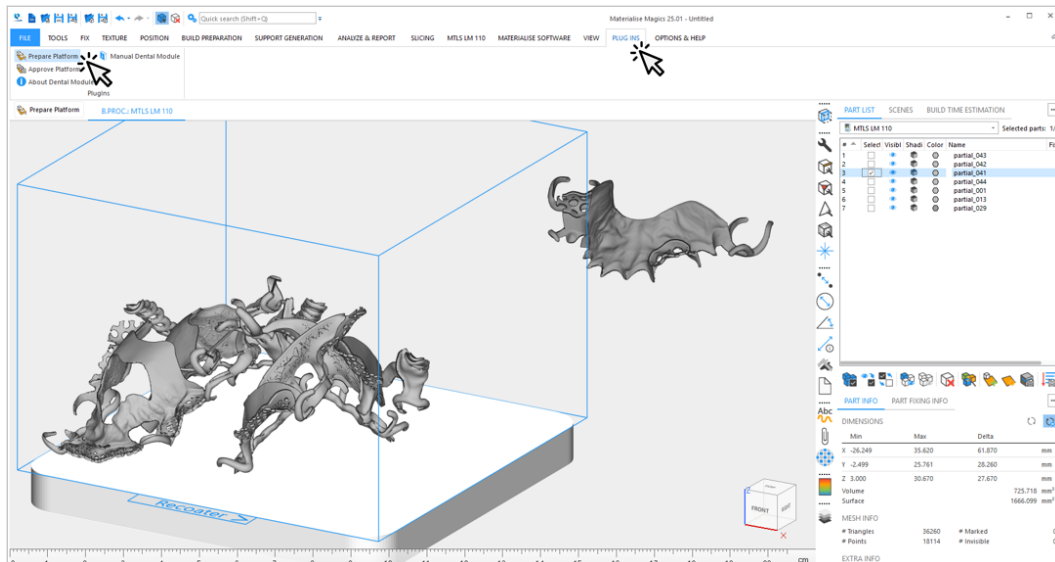 Quick search (Shift+Q)
Materialise Magics 25.01 - Untitled
FILE TOOLS FIX TEXTURE POSITION BUILD PREPARATION SUPPORT GENERATION ANALYZE & REPORT SLICING MTLS LM 110 MATERIALISE SOFTWARE VIEW PLUG INS OPTIONS & HELP
Prepare Platform Manual Dental Module
Approve Platform
About Dental Module
PlugIns
Prepare Platform B.PROC.: MTLS LM 110
PART LIST SCENES BUILD TIME ESTIMATION
MTLS LM 110 Selected parts: 1/
# Select Visibl Shadi Color Name
1 partial_043
2 partial_042
3 partial_041
4 partial_044
5 partial_001
6 partial_013
7 partial_029
Abc
PART INFO PART FIXING INFO
DIMENSIONS
Min Max Delta
X -26.249 35.620 61.870 mm
Y -2.499 25.761 28.260 mm
Z 3.000 30.670 27.670 mm
Volume 725.718 mm³
Surface 1666.099 mm²
MESH INFO
# Triangles 36260 # Marked
# Points 18114 # Invisible
EXTRA INFO
Recoater
FRONT
Z
X
cm